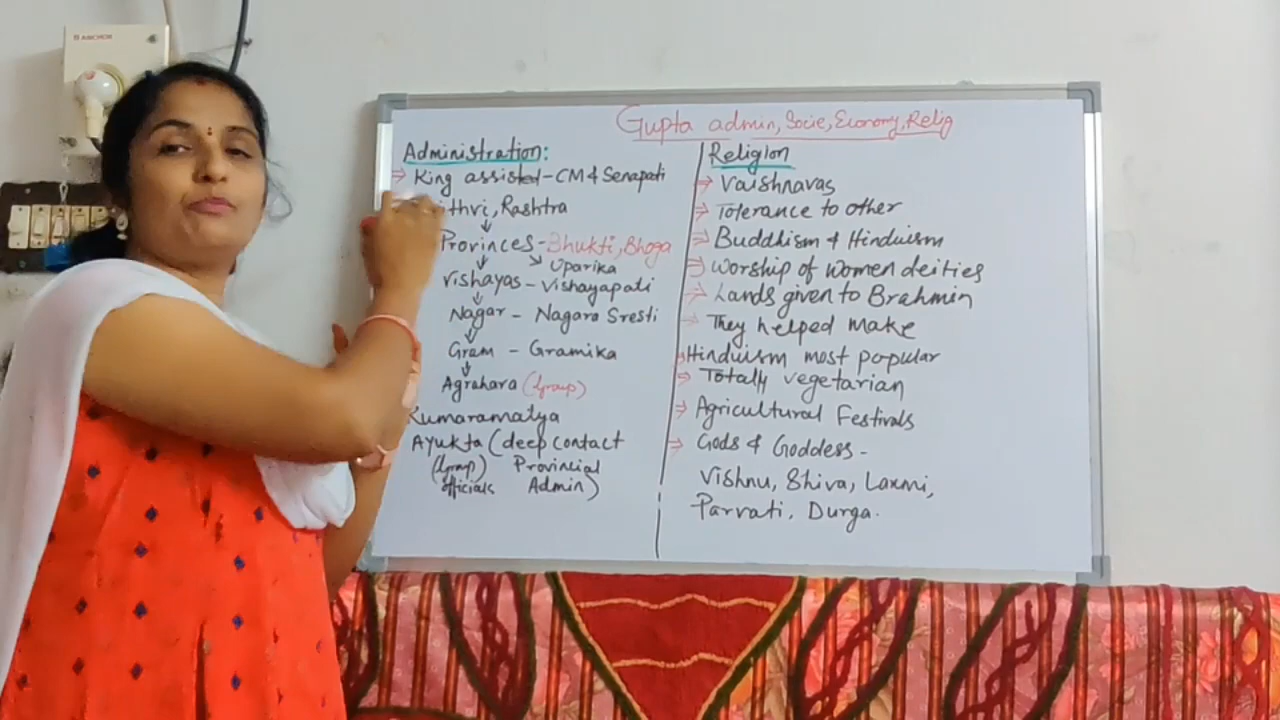 ANCHOR
Gupta admin, Socie, Economy, Relig
Administration:
King assisted - CM & Senapati
ithvi, Rashtra
Provinces - Bhukti, Bhoga
Uparika
Vishayas - Vishayapati
Nagar - Nagara Sresti
Gram - Gramika
Agrahara (Group)
Kumaramatya
Ayukta (deep contact
(Group) Provincial
officials Admin)
Religion
Vaishnavas
Tolerance to other
Buddhism & Hinduism
Worship of women deities
Lands given to Brahmin
They helped make
Hinduism most popular
Totally vegetarian
Agricultural Festivals
Gods & Goddess -
Vishnu, Shiva, Laxmi,
Parvati, Durga.